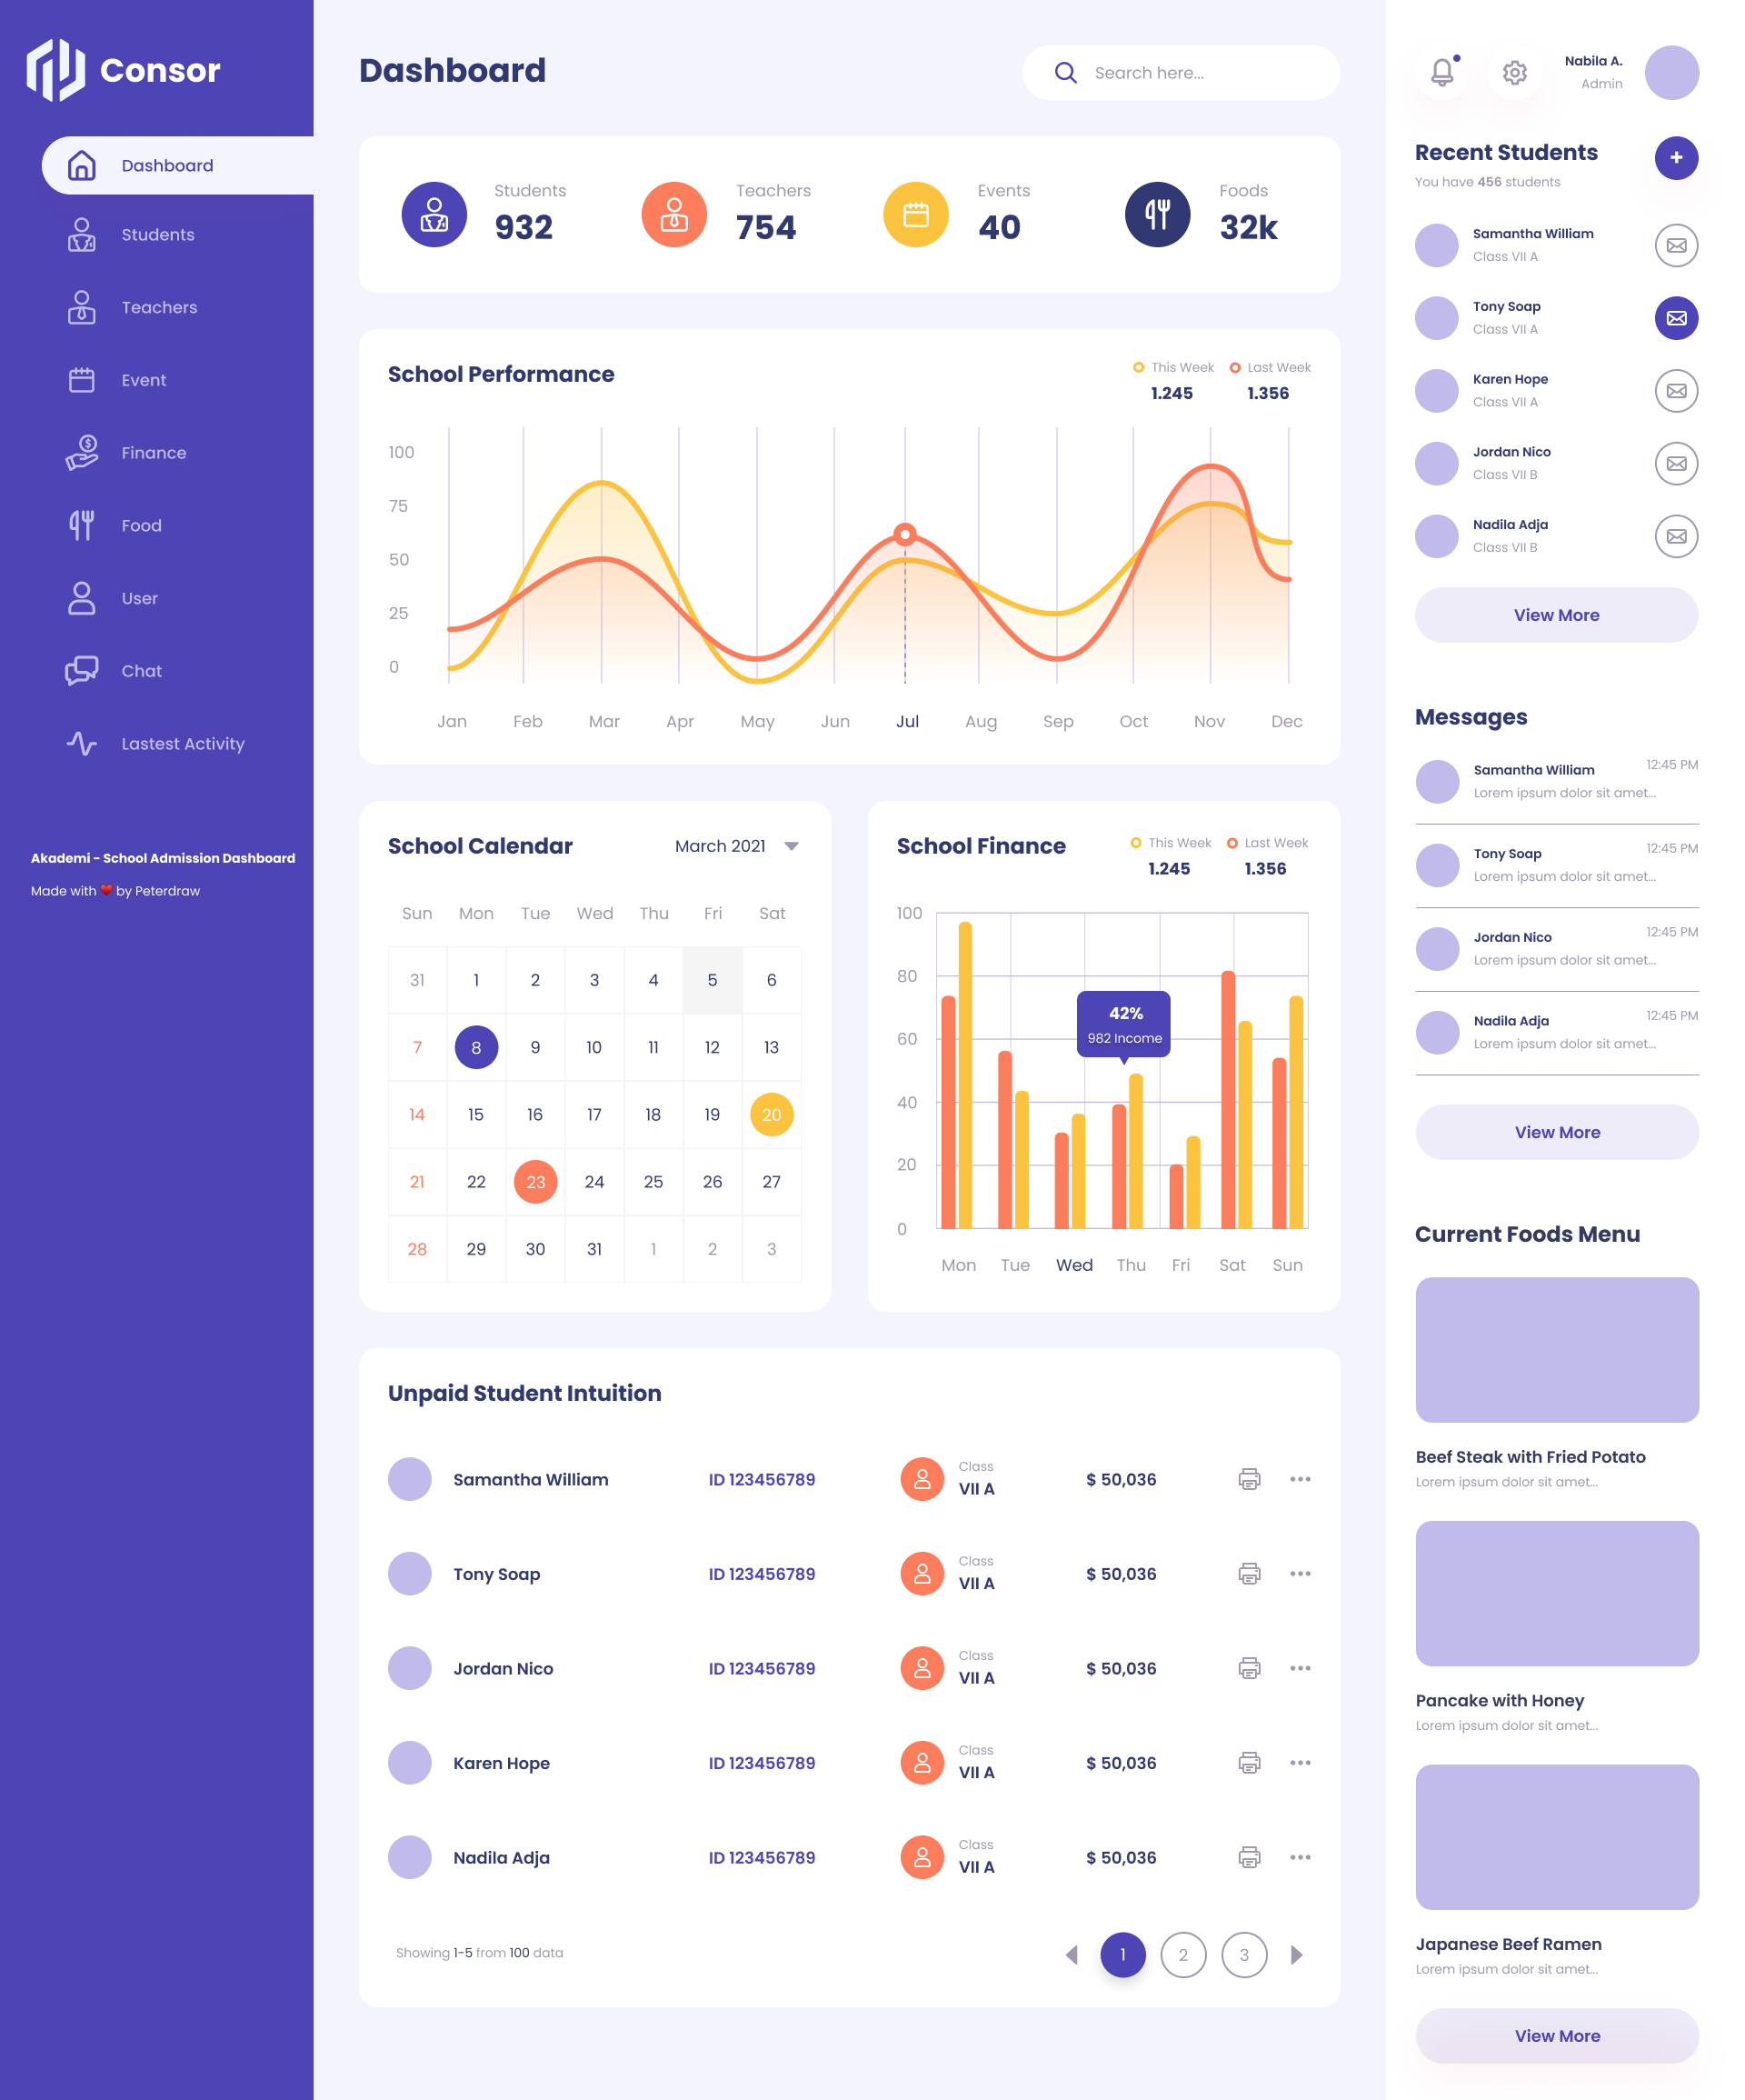 Consor
Dashboard
Students
Teachers
Event
Finance
Food
User
Chat
Lastest Activity
Akademi - School Admission Dashboard
Made with ❤️ by Peterdraw
Dashboard
Search here...
Students
932
Teachers
754
Events
40
Foods
32k
School Performance
This Week
1.245
Last Week
1.356
100
75
50
25
0
Jan Feb Mar Apr May Jun Jul Aug Sep Oct Nov Dec
School Calendar
March 2021
Sun Mon Tue Wed Thu Fri Sat
31 1 2 3 4 5 6
7 8 9 10 11 12 13
14 15 16 17 18 19 20
21 22 23 24 25 26 27
28 29 30 31 1 2 3
School Finance
This Week
1.245
Last Week
1.356
100
80
60
40
20
0
42%
982 Income
Mon Tue Wed Thu Fri Sat Sun
Unpaid Student Intuition
Samantha William ID 123456789 Class VII A $ 50,036
Tony Soap ID 123456789 Class VII A $ 50,036
Jordan Nico ID 123456789 Class VII A $ 50,036
Karen Hope ID 123456789 Class VII A $ 50,036
Nadila Adja ID 123456789 Class VII A $ 50,036
Showing 1-5 from 100 data
1 2 3
Nabila A.
Admin
Recent Students
You have 456 students
+
Samantha William
Class VII A
Tony Soap
Class VII A
Karen Hope
Class VII A
Jordan Nico
Class VII B
Nadila Adja
Class VII B
View More
Messages
Samantha William 12:45 PM
Lorem ipsum dolor sit amet...
Tony Soap 12:45 PM
Lorem ipsum dolor sit amet...
Jordan Nico 12:45 PM
Lorem ipsum dolor sit amet...
Nadila Adja 12:45 PM
Lorem ipsum dolor sit amet...
View More
Current Foods Menu
Beef Steak with Fried Potato
Lorem ipsum dolor sit amet...
Pancake with Honey
Lorem ipsum dolor sit amet...
Japanese Beef Ramen
Lorem ipsum dolor sit amet...
View More